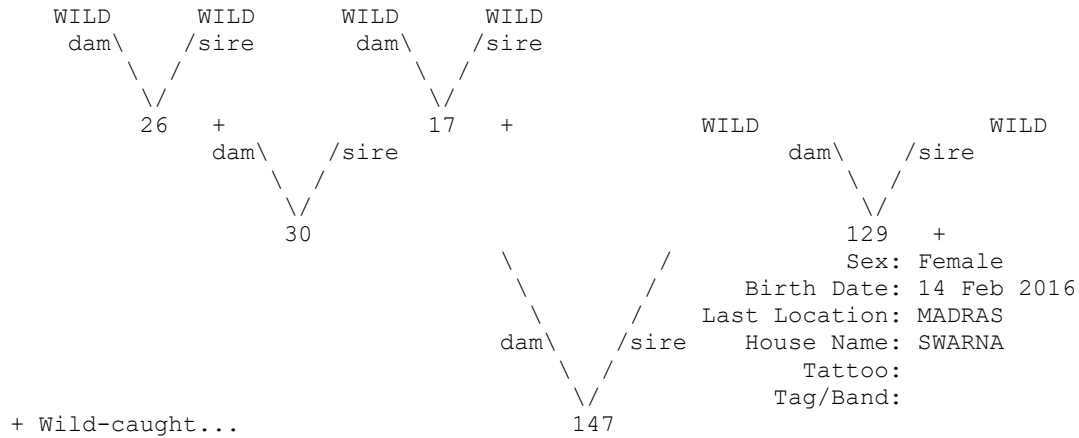 WILD WILD WILD WILD
dam\ /sire dam\ /sire
\ / \ /
\/ \/
26 + 17 + WILD WILD
dam\ /sire dam\ /sire
\ / \ /
\/ \/
30 129 +
\ / Sex: Female
\ / Birth Date: 14 Feb 2016
\ / Last Location: MADRAS
dam\ /sire House Name: SWARNA
\ / Tattoo:
\/ Tag/Band:
+ Wild-caught... 147